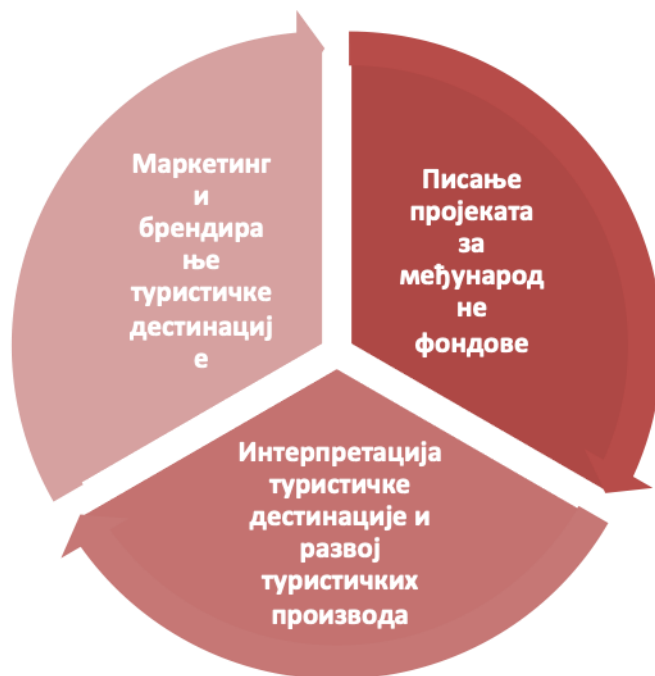 Маркетинг
и
брендира
ње
туристичке
дестинациј
е
Писање
пројеката
за
међународ
не
фондове
Интерпретација
туристичке
дестинације и
развој
туристичких
производа